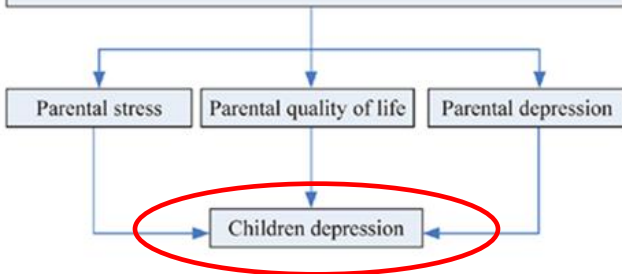 Parental stress
Parental quality of life
Parental depression
Children depression